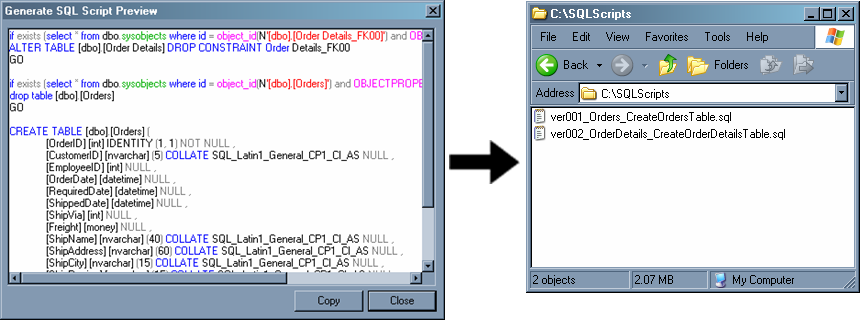 Generate SQL Script Preview
if exists (select * from dbo.sysobjects where id = object_id(N'[dbo].[Order Details_FK00]') and OB
ALTER TABLE [dbo].[Order Details] DROP CONSTRAINT Order Details_FK00
GO
if exists (select * from dbo.sysobjects where id = object_id(N'[dbo].[Orders]') and OBJECTPROPE
drop table [dbo].[Orders]
GO
CREATE TABLE [dbo].[Orders] (
[OrderID] [int] IDENTITY (1, 1) NOT NULL ,
[CustomerID] [nvarchar] (5) COLLATE SQL_Latin1_General_CP1_CI_AS NULL ,
[EmployeeID] [int] NULL ,
[OrderDate] [datetime] NULL ,
[RequiredDate] [datetime] NULL ,
[ShippedDate] [datetime] NULL ,
[ShipVia] [int] NULL ,
[Freight] [money] NULL ,
[ShipName] [nvarchar] (40) COLLATE SQL_Latin1_General_CP1_CI_AS NULL ,
[ShipAddress] [nvarchar] (60) COLLATE SQL_Latin1_General_CP1_CI_AS NULL ,
[ShipCity] [nvarchar] (15) COLLATE SQL_Latin1_General_CP1_CI_AS NULL ,
Copy Close
C:\SQLScripts
File Edit View Favorites Tools Help
Back Folders
Address C:\SQLScripts
ver001_Orders_CreateOrdersTable.sql
ver002_OrderDetails_CreateOrderDetailsTable.sql
2 objects 2.07 MB My Computer